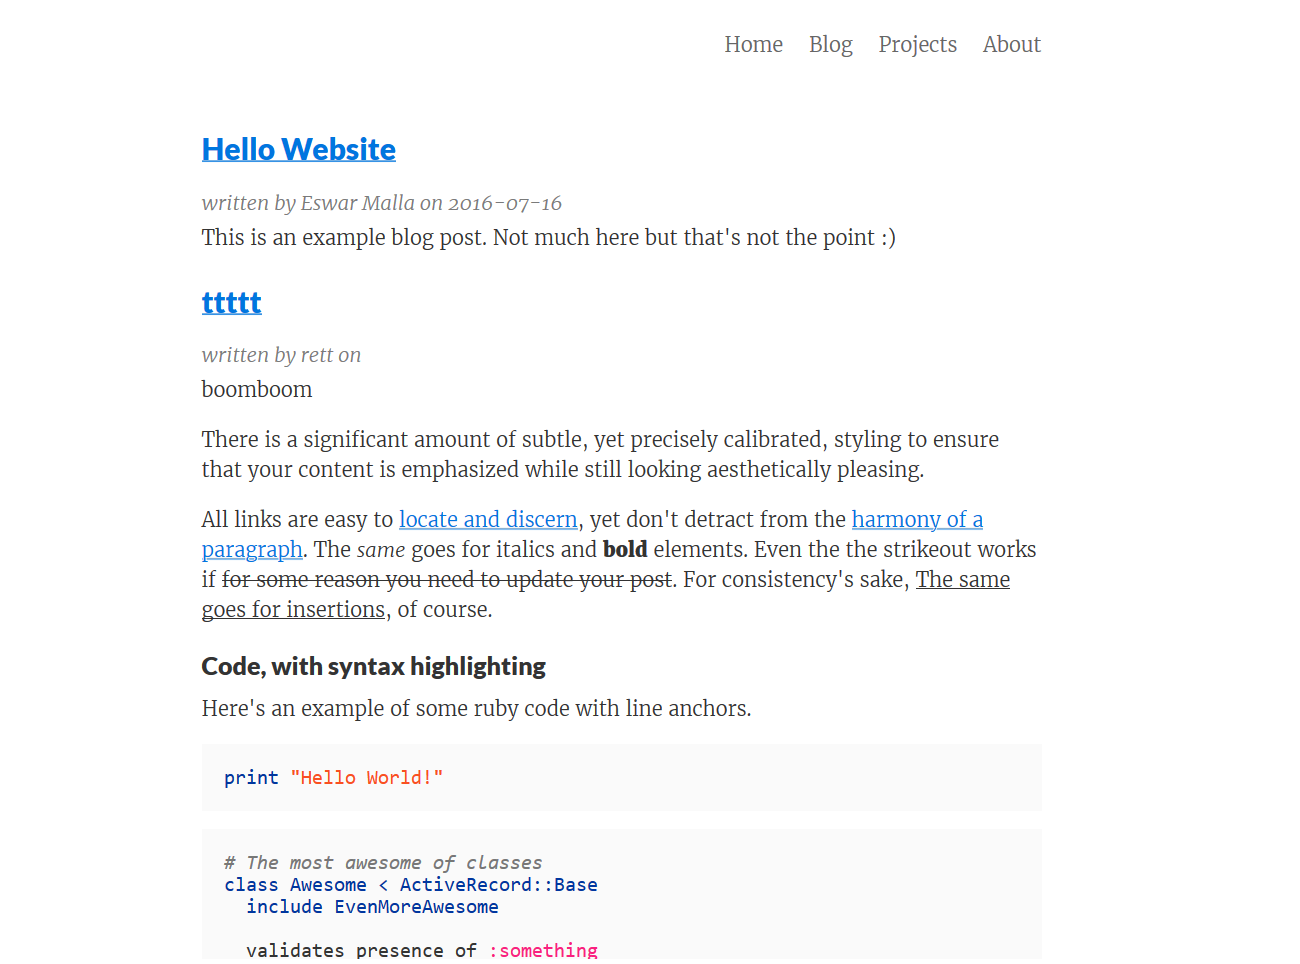 Home Blog Projects About
Hello Website
written by Eswar Malla on 2016-07-16
This is an example blog post. Not much here but that's not the point :)
ttttt
written by rett on
boomboom
There is a significant amount of subtle, yet precisely calibrated, styling to ensure
that your content is emphasized while still looking aesthetically pleasing.
All links are easy to locate and discern, yet don't detract from the harmony of a
paragraph. The same goes for italics and bold elements. Even the the strikeout works
if for some reason you need to update your post. For consistency's sake, The same
goes for insertions, of course.
Code, with syntax highlighting
Here's an example of some ruby code with line anchors.
print "Hello World!"
# The most awesome of classes
class Awesome < ActiveRecord::Base
  include EvenMoreAwesome
  validates presence of :something